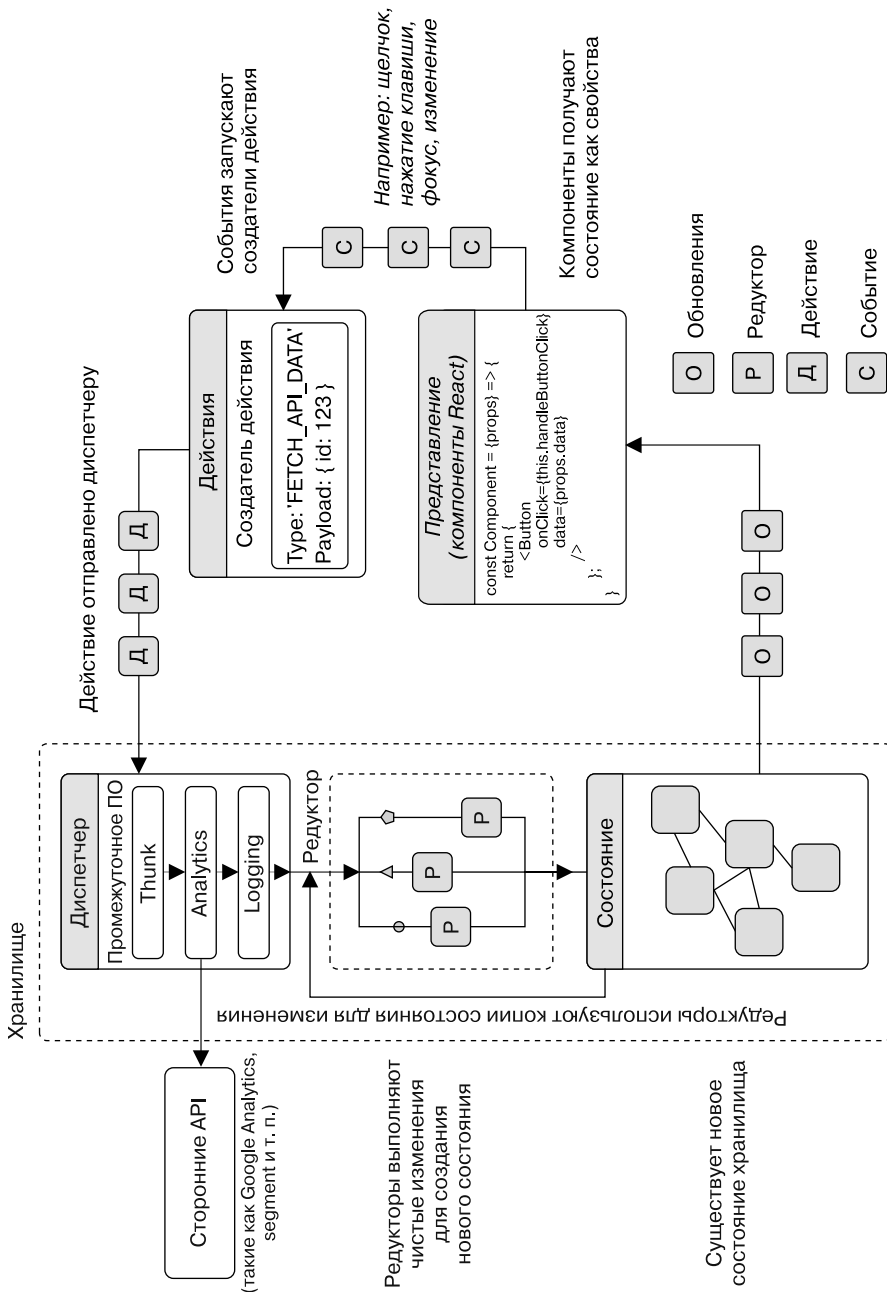 Хранилище
Диспетчер
Промежуточное ПО
Thunk
Analytics
Logging
Сторонние API
(такие как Google Analytics,
segment и т. п.)
Действие отправлено диспетчеру
Д
Д
Д
Действия
Создатель действия
Type: 'FETCH_API_DATA'
Payload: { id: 123 }
События запускают
создатели действия
С
С
С
Например: щелчок,
нажатие клавиши,
фокус, изменение
Редуктор
Р
Р
Р
Редукторы выполняют
чистые изменения
для создания
нового состояния
Редукторы используют копии состояния для изменения
Представление
(компоненты React)
const Component = {props} => {
return {
<Button
onClick={this.handleButtonClick}
data={props.data}
/>
};
}
Компоненты получают
состояние как свойства
Состояние
Существует новое
состояние хранилища
О
О
О
О Обновления
Р Редуктор
Д Действие
С Событие